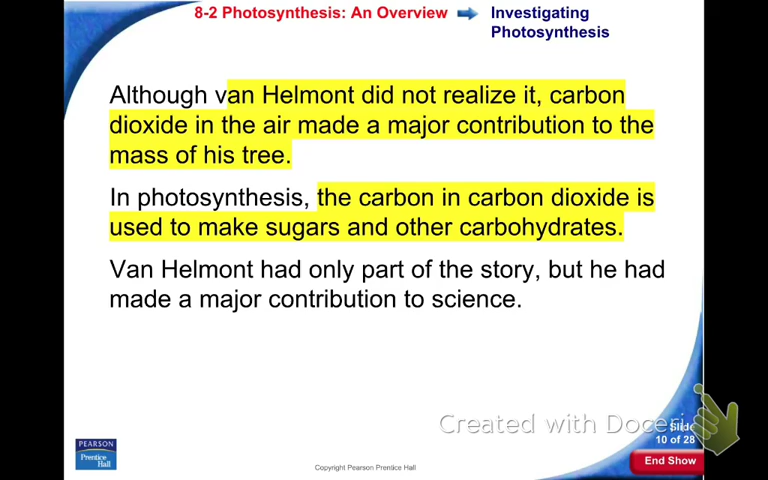 8-2 Photosynthesis: An Overview
Investigating
Photosynthesis
Although van Helmont did not realize it, carbon
dioxide in the air made a major contribution to the
mass of his tree.
In photosynthesis, the carbon in carbon dioxide is
used to make sugars and other carbohydrates.
Van Helmont had only part of the story, but he had
made a major contribution to science.
Created with Doceri
Slide
10 of 28
End Show
PEARSON
Prentice
Hall
Copyright Pearson Prentice Hall